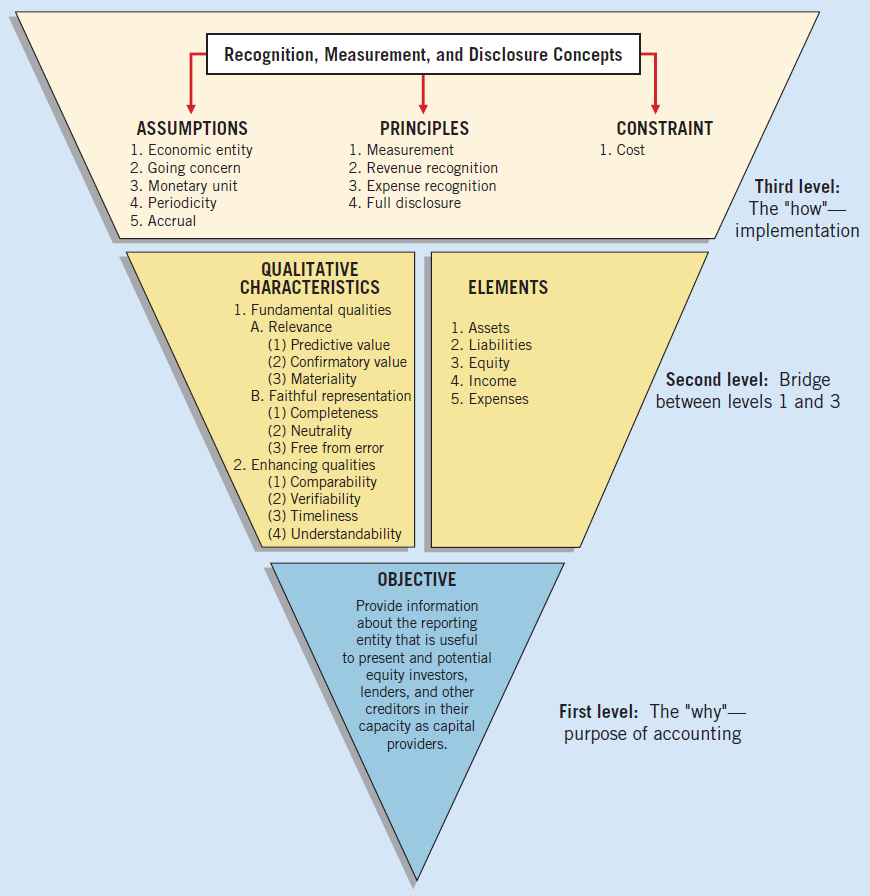 Recognition, Measurement, and Disclosure Concepts
ASSUMPTIONS
1. Economic entity
2. Going concern
3. Monetary unit
4. Periodicity
5. Accrual
PRINCIPLES
1. Measurement
2. Revenue recognition
3. Expense recognition
4. Full disclosure
CONSTRAINT
1. Cost
Third level:
The "how"—
implementation
QUALITATIVE
CHARACTERISTICS
1. Fundamental qualities
A. Relevance
(1) Predictive value
(2) Confirmatory value
(3) Materiality
B. Faithful representation
(1) Completeness
(2) Neutrality
(3) Free from error
2. Enhancing qualities
(1) Comparability
(2) Verifiability
(3) Timeliness
(4) Understandability
ELEMENTS
1. Assets
2. Liabilities
3. Equity
4. Income
5. Expenses
Second level: Bridge
between levels 1 and 3
OBJECTIVE
Provide information
about the reporting
entity that is useful
to present and potential
equity investors,
lenders, and other
creditors in their
capacity as capital
providers.
First level: The "why"—
purpose of accounting